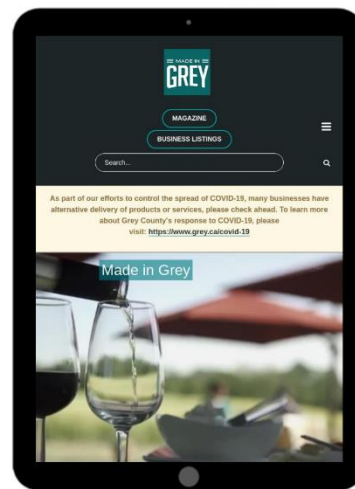 MADE IN
GREY
MAGAZINE
BUSINESS LISTINGS
Search...
As part of our efforts to control the spread of COVID-19, many businesses have
alternative delivery of products or services, please check ahead. To learn more
about Grey County's response to COVID-19, please
visit: https://www.grey.ca/covid-19
Made in Grey